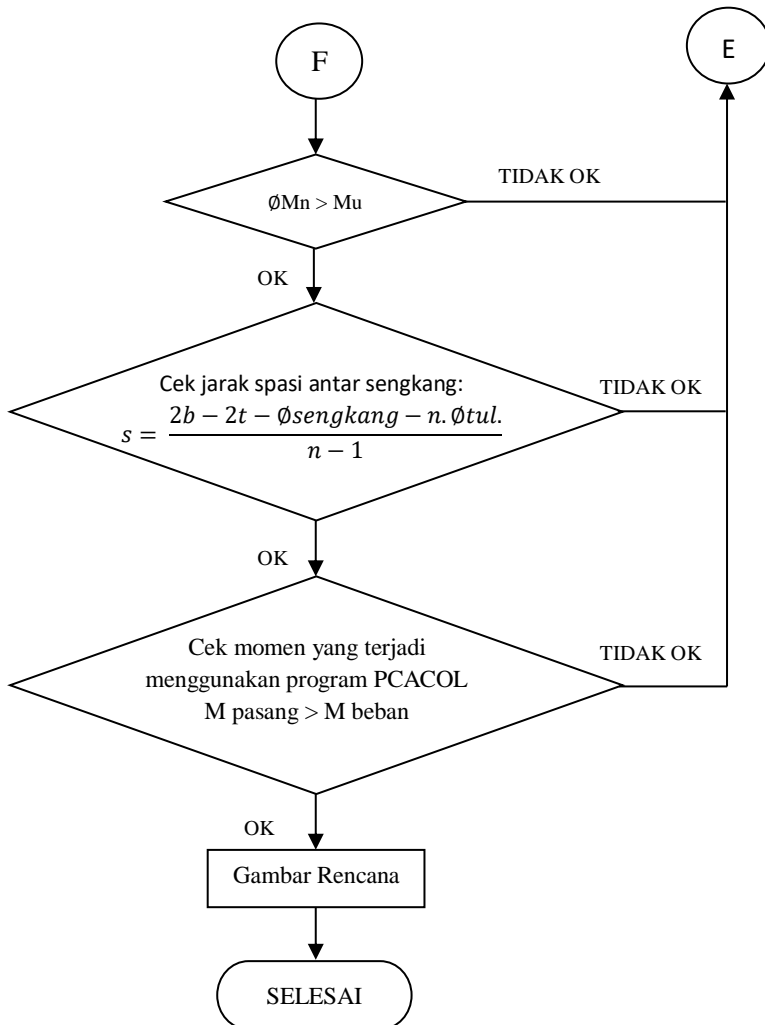 F
E
ØMn > Mu
TIDAK OK
OK
Cek jarak spasi antar sengkang:
s = \frac{2b − 2t − Øsengkang − n. Øtul.}{n − 1}
TIDAK OK
OK
Cek momen yang terjadi
menggunakan program PCACOL
M pasang > M beban
TIDAK OK
OK
Gambar Rencana
SELESAI